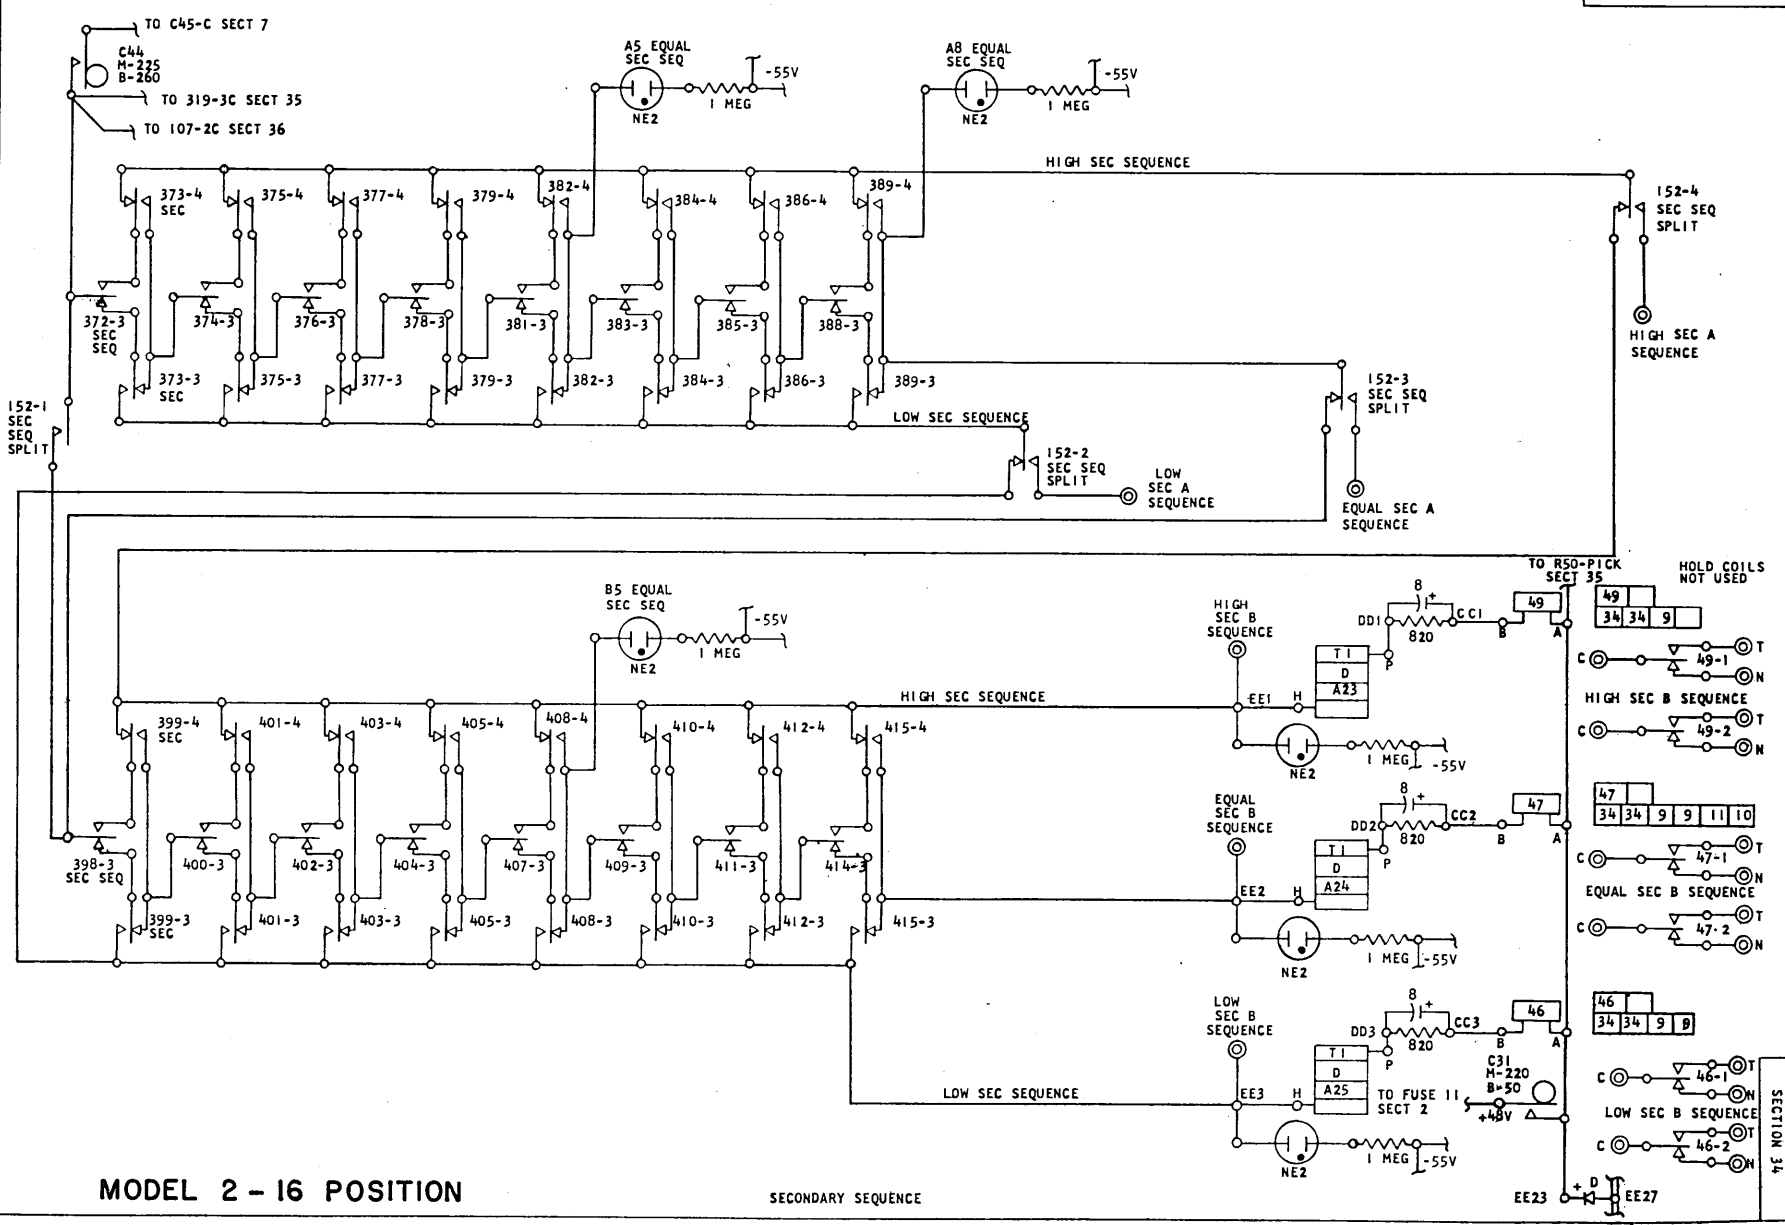 TO C45-C SECT 7
C44
M-225
B-260
TO 319-3C SECT 35
TO 107-2C SECT 36
A5 EQUAL
SEC SEQ
-55V
1 MEG
NE2
A8 EQUAL
SEC SEQ
-55V
1 MEG
NE2
HIGH SEC SEQUENCE
373-4
SEC
375-4
377-4
379-4
382-4
384-4
386-4
389-4
152-4
SEC SEQ
SPLIT
372-3
SEC
SEQ
374-3
376-3
378-3
381-3
383-3
385-3
388-3
HIGH SEC A
SEQUENCE
373-3
SEC
375-3
377-3
379-3
382-3
384-3
386-3
389-3
152-3
SEC SEQ
SPLIT
152-1
SEC
SEQ
SPLIT
LOW SEC SEQUENCE
152-2
SEC SEQ
SPLIT
LOW
SEC A
SEQUENCE
EQUAL SEC A
SEQUENCE
TO R50-PICK
SECT 35
HOLD COILS
NOT USED
B5 EQUAL
SEC SEQ
-55V
1 MEG
NE2
HIGH
SEC B
SEQUENCE
8
+
DD1
820
CC1
B
49
A
49
34 34 9
T1
D
A23
P
C
49-1
T
N
HIGH SEC B SEQUENCE
C
49-2
T
N
HIGH SEC SEQUENCE
EE1
H
NE2
1 MEG
-55V
399-4
SEC
401-4
403-4
405-4
408-4
410-4
412-4
415-4
EQUAL
SEC B
SEQUENCE
8
+
DD2
820
CC2
B
47
A
47
34 34 9 9 11 10
398-3
SEC SEQ
400-3
402-3
404-3
407-3
409-3
411-3
414-3
T1
D
A24
P
C
47-1
T
N
EQUAL SEC B SEQUENCE
C
47-2
T
N
EE2
H
399-3
SEC
401-3
403-3
405-3
408-3
410-3
412-3
415-3
NE2
1 MEG
-55V
LOW
SEC B
SEQUENCE
8
+
DD3
820
CC3
B
46
A
46
34 34 9 9
T1
D
A25
P
C31
M-220
B-50
TO FUSE 11
SECT 2
+48V
C
46-1
T
N
LOW SEC B SEQUENCE
C
46-2
T
N
LOW SEC SEQUENCE
EE3
H
NE2
1 MEG
-55V
SECTION 34
MODEL 2-16 POSITION
SECONDARY SEQUENCE
EE23
+ D
EE27